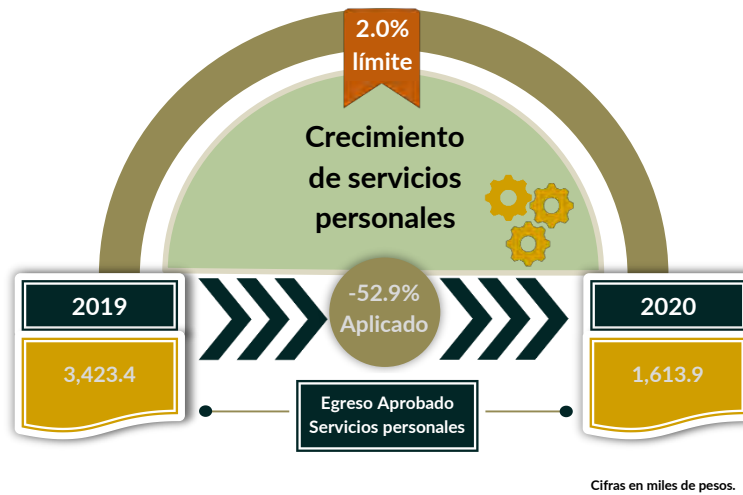 2.0%
límite
Crecimiento
de servicios
personales
2019
-52.9%
Aplicado
2020
3,423.4
1,613.9
Egreso Aprobado
Servicios personales
Cifras en miles de pesos.